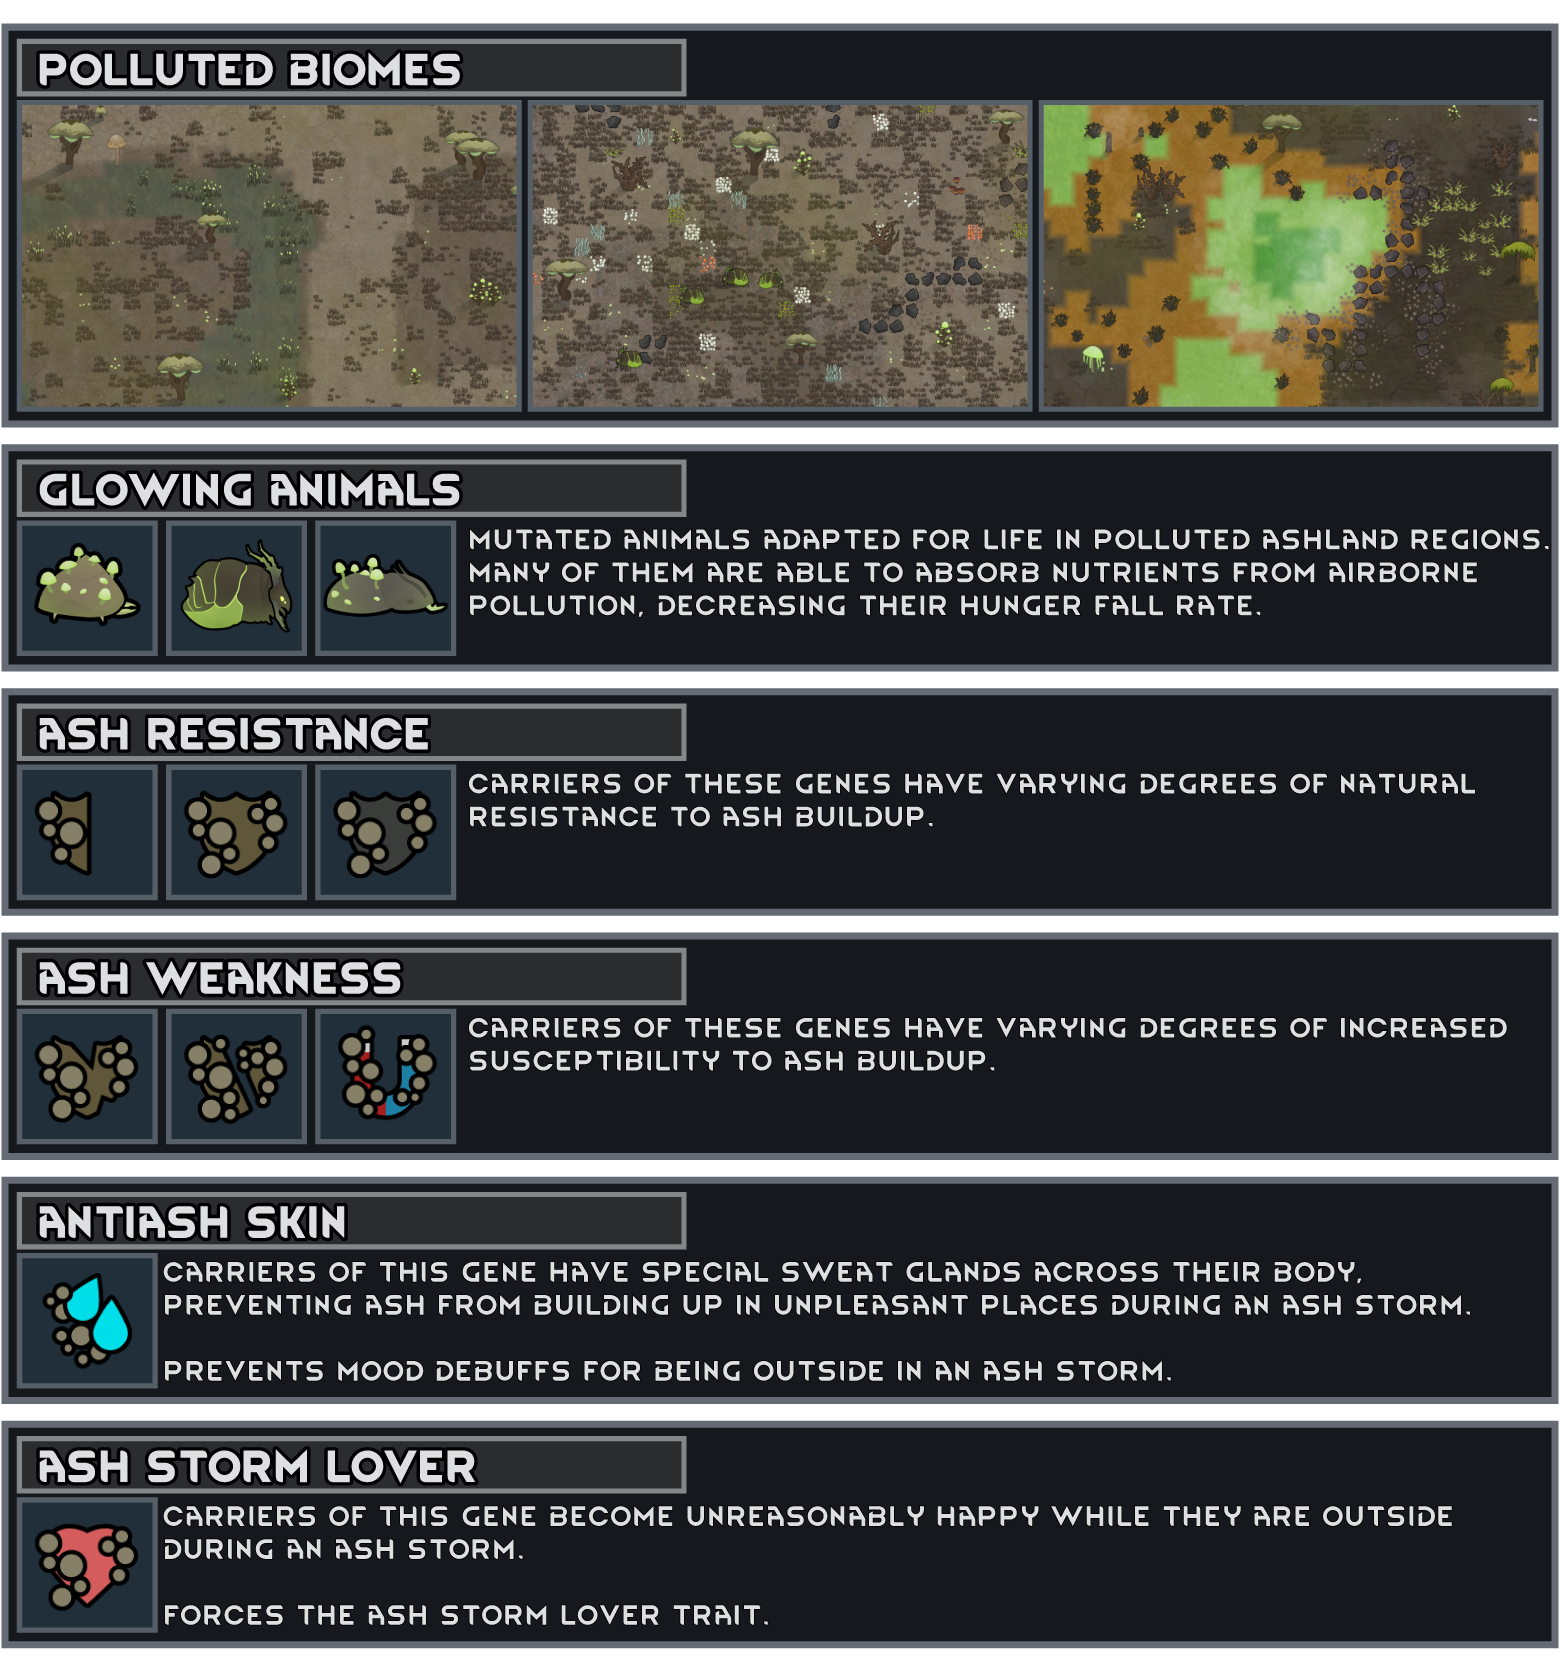 POLLUTED BIOMES
GLOWING ANIMALS
MUTATED ANIMALS ADAPTED FOR LIFE IN POLLUTED ASHLAND REGIONS.
MANY OF THEM ARE ABLE TO ABSORB NUTRIENTS FROM AIRBORNE
POLLUTION, DECREASING THEIR HUNGER FALL RATE.
ASH RESISTANCE
CARRIERS OF THESE GENES HAVE VARYING DEGREES OF NATURAL
RESISTANCE TO ASH BUILDUP.
ASH WEAKNESS
CARRIERS OF THESE GENES HAVE VARYING DEGREES OF INCREASED
SUSCEPTIBILITY TO ASH BUILDUP.
ANTIASH SKIN
CARRIERS OF THIS GENE HAVE SPECIAL SWEAT GLANDS ACROSS THEIR BODY,
PREVENTING ASH FROM BUILDING UP IN UNPLEASANT PLACES DURING AN ASH STORM.
PREVENTS MOOD DEBUFFS FOR BEING OUTSIDE IN AN ASH STORM.
ASH STORM LOVER
CARRIERS OF THIS GENE BECOME UNREASONABLY HAPPY WHILE THEY ARE OUTSIDE
DURING AN ASH STORM.
FORCES THE ASH STORM LOVER TRAIT.